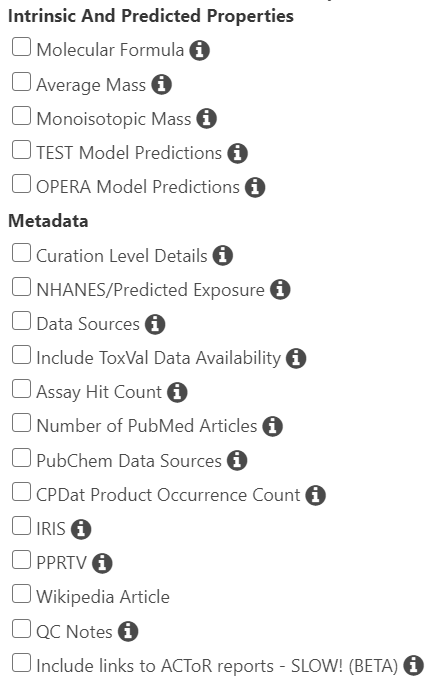 Intrinsic And Predicted Properties
Molecular Formula
Average Mass
Monoisotopic Mass
TEST Model Predictions
OPERA Model Predictions
Metadata
Curation Level Details
NHANES/Predicted Exposure
Data Sources
Include ToxVal Data Availability
Assay Hit Count
Number of PubMed Articles
PubChem Data Sources
CPDat Product Occurrence Count
IRIS
PPRTV
Wikipedia Article
QC Notes
Include links to ACToR reports - SLOW! (BETA)